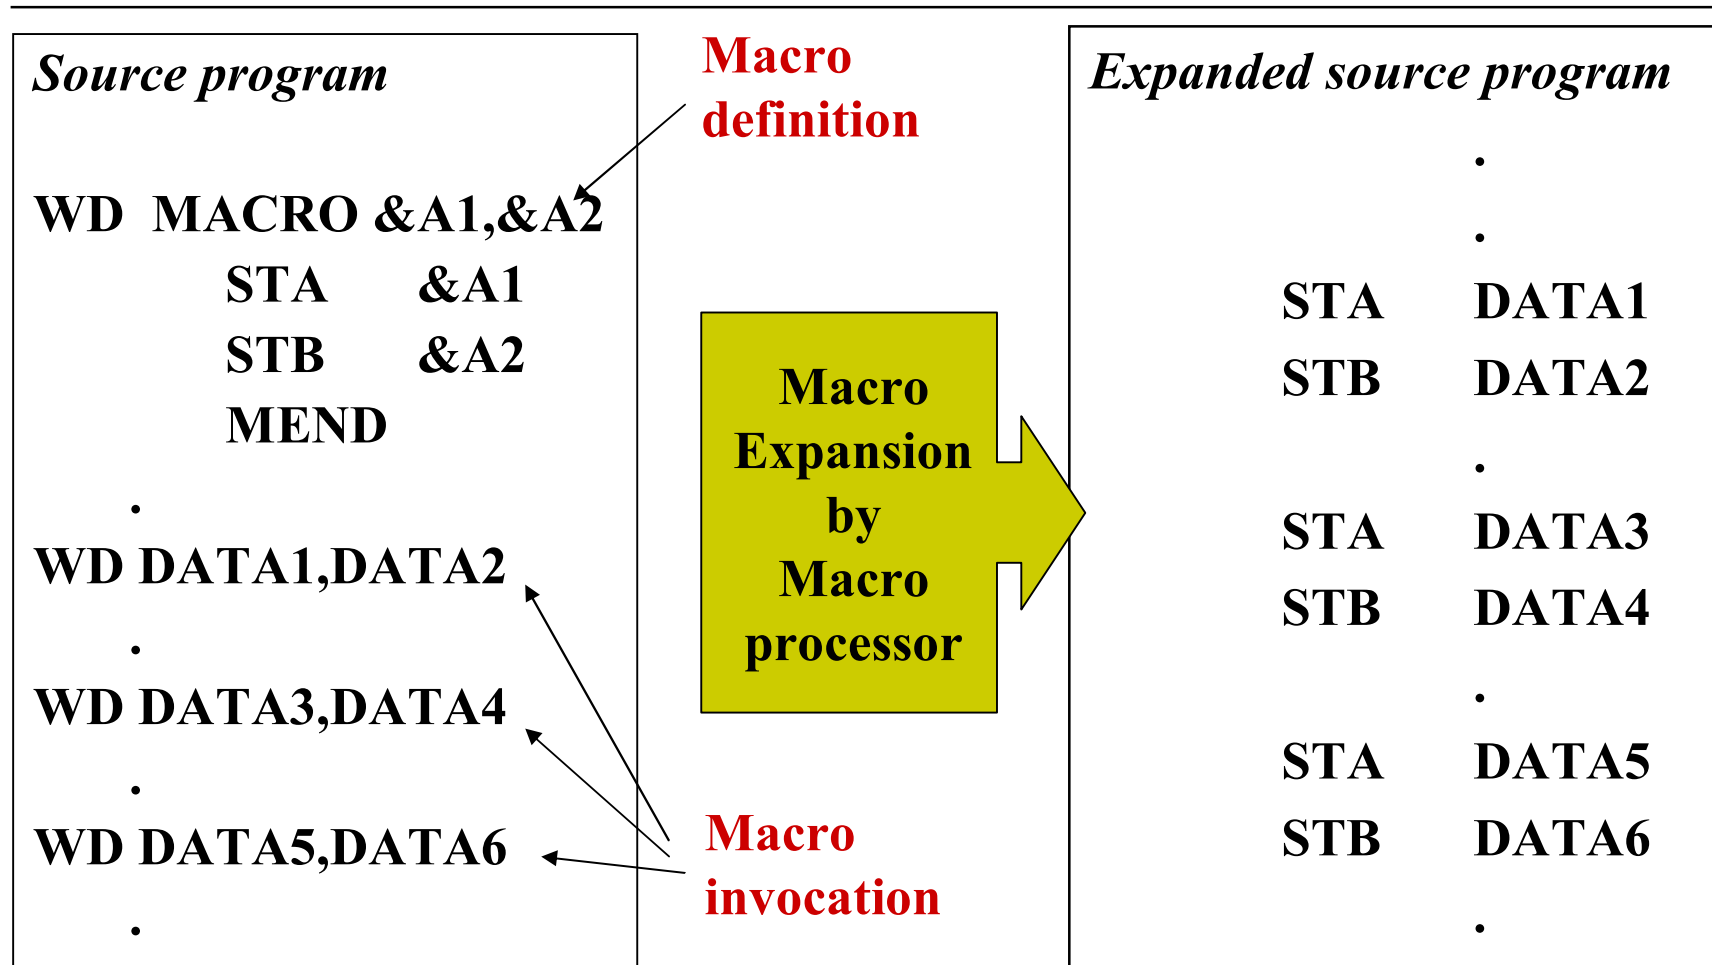 Source program
WD MACRO &A1,&A2
STA &A1
STB &A2
MEND
.
WD DATA1,DATA2
.
WD DATA3,DATA4
.
WD DATA5,DATA6
.
Macro
definition
Macro
Expansion
by
Macro
processor
Macro
invocation
Expanded source program
.
.
STA DATA1
STB DATA2
.
STA DATA3
STB DATA4
.
STA DATA5
STB DATA6
.